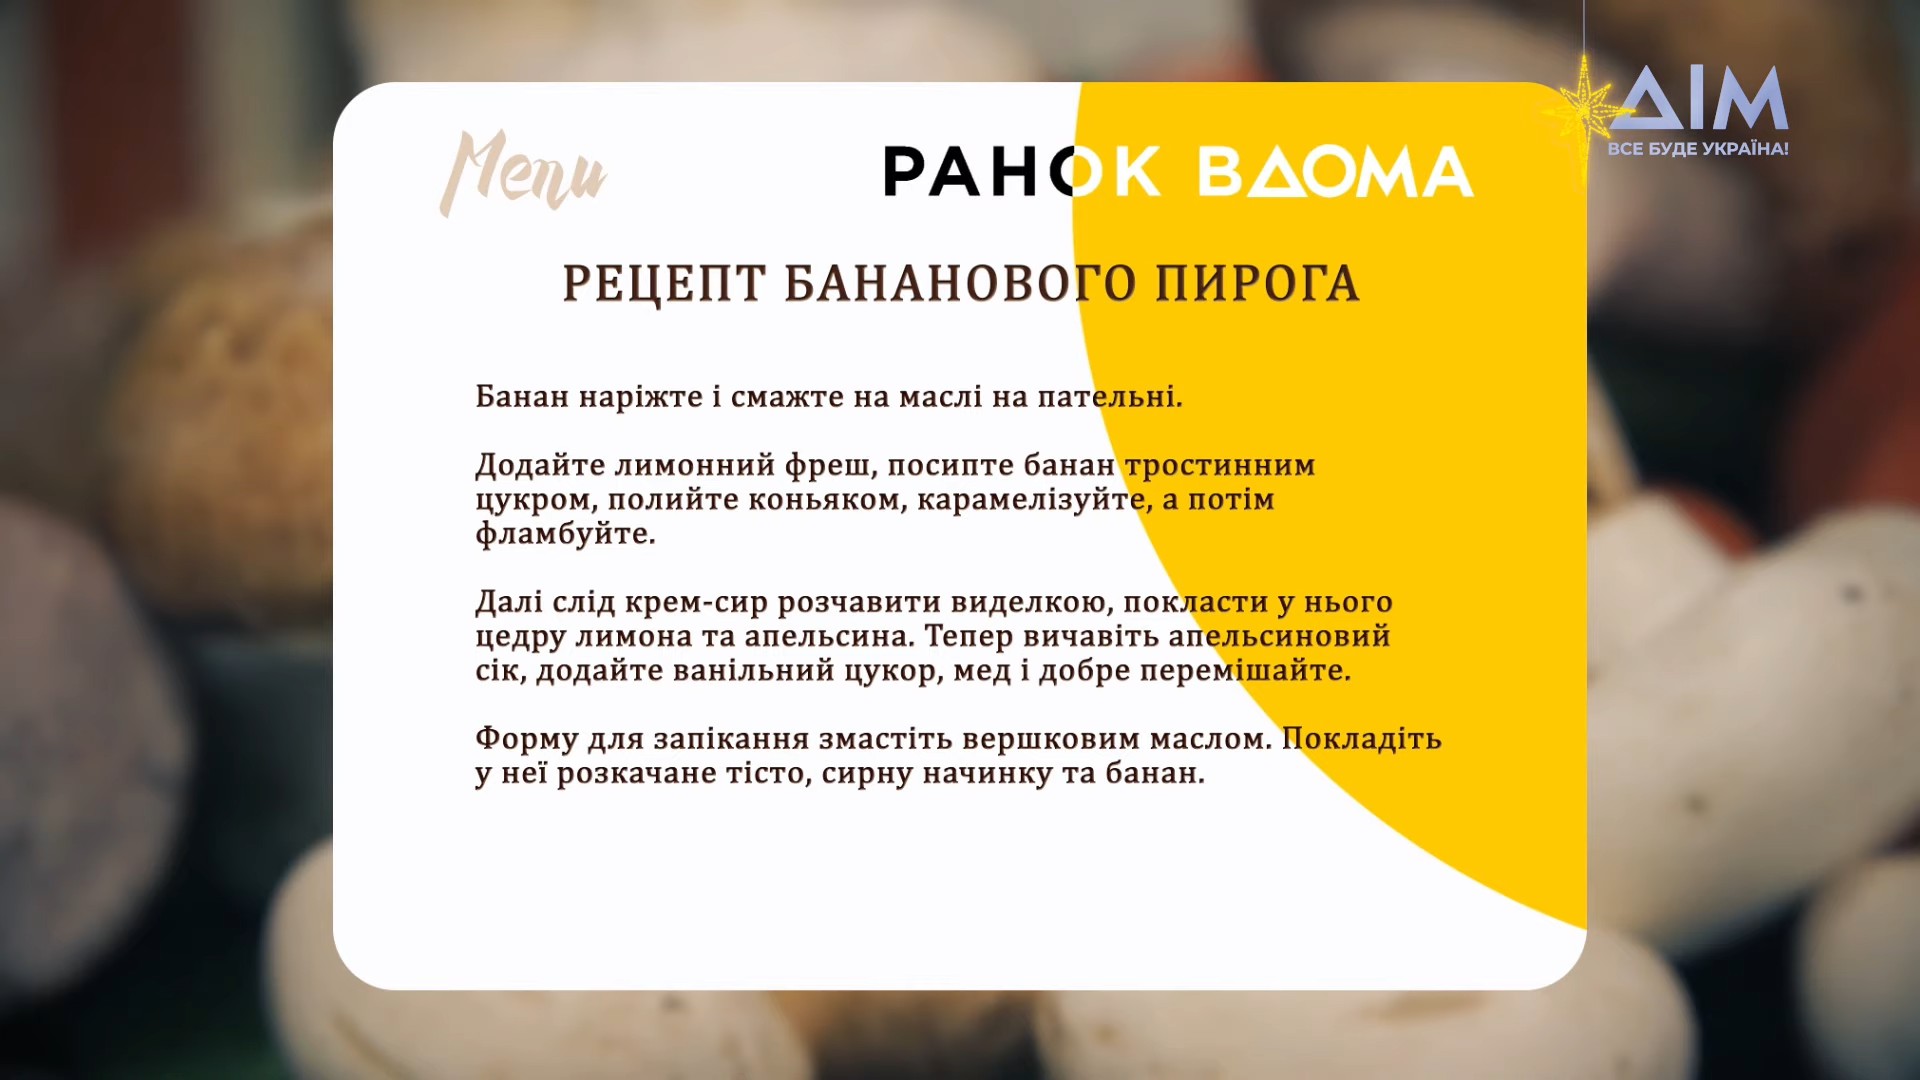 Menu
РАНОК ВДОМА
ДІМ
ВСЕ БУДЕ УКРАЇНА!
РЕЦЕПТ БАНАНОВОГО ПИРОГА
Банан наріжте і смажте на маслі на пательні.
Додайте лимонний фреш, посипте банан тростинним
цукром, полийте коньяком, карамелізуйте, а потім
фламбуйте.
Далі слід крем-сир розчавити виделкою, покласти у нього
цедру лимона та апельсина. Тепер вичавіть апельсиновий
сік, додайте ванільний цукор, мед і добре перемішайте.
Форму для запікання змастіть вершковим маслом. Покладіть
у неї розкачане тісто, сирну начинку та банан.